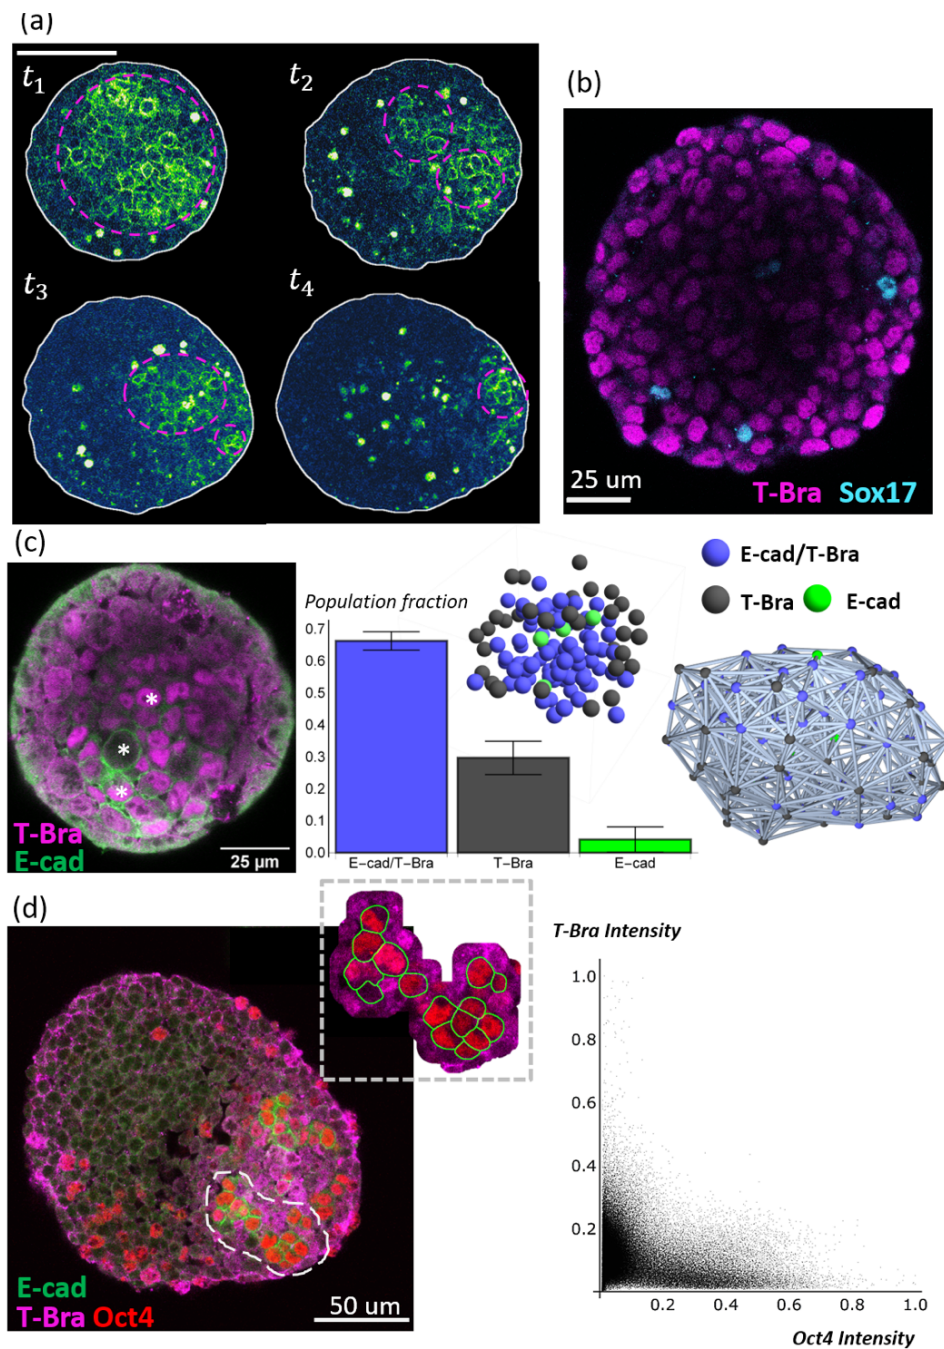 (a)
t1
t2
t3
t4
(b)
25 um
T-Bra Sox17
(c)
T-Bra
E-cad
25 µm
Population fraction
0.7
0.6
0.5
0.4
0.3
0.2
0.1
0.0
E-cad/T-Bra
T-Bra
E-cad
E-cad/T-Bra
T-Bra
E-cad
(d)
E-cad
T-Bra Oct4
50 um
T-Bra Intensity
1.0
0.8
0.6
0.4
0.2
0.2
0.4
0.6
0.8
1.0
Oct4 Intensity